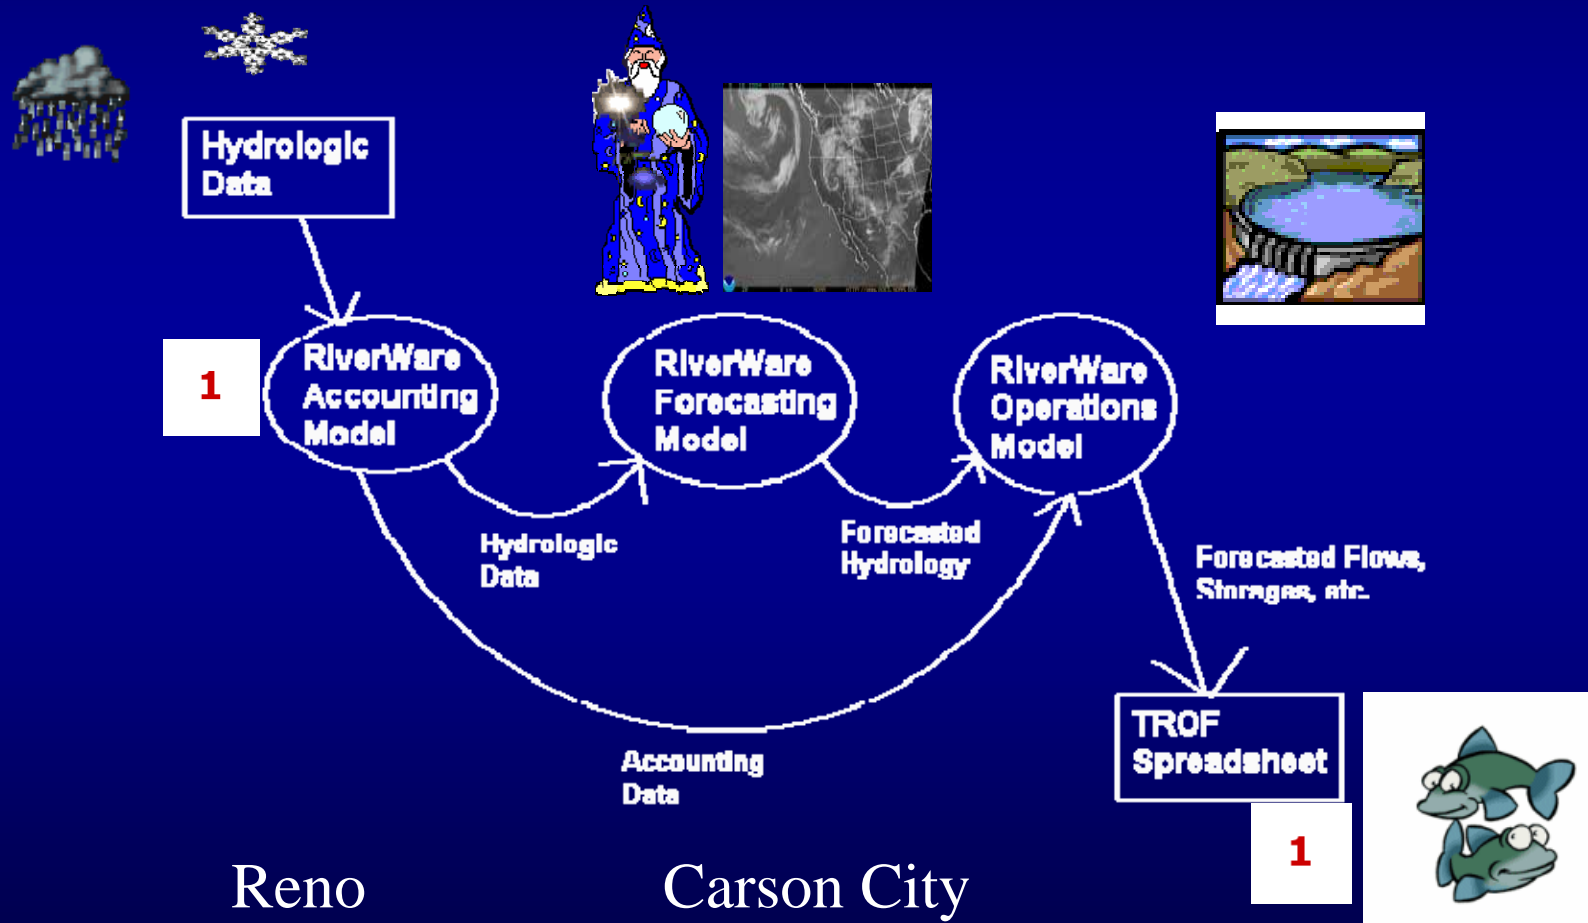 Hydrologic
Data
1
RiverWare
Accounting
Model
RiverWare
Forecasting
Model
RiverWare
Operations
Model
Hydrologic
Data
Forecasted
Hydrology
Forecasted Flows,
Storages, etc.
Accounting
Data
TROF
Spreadsheet
1
Reno
Carson City